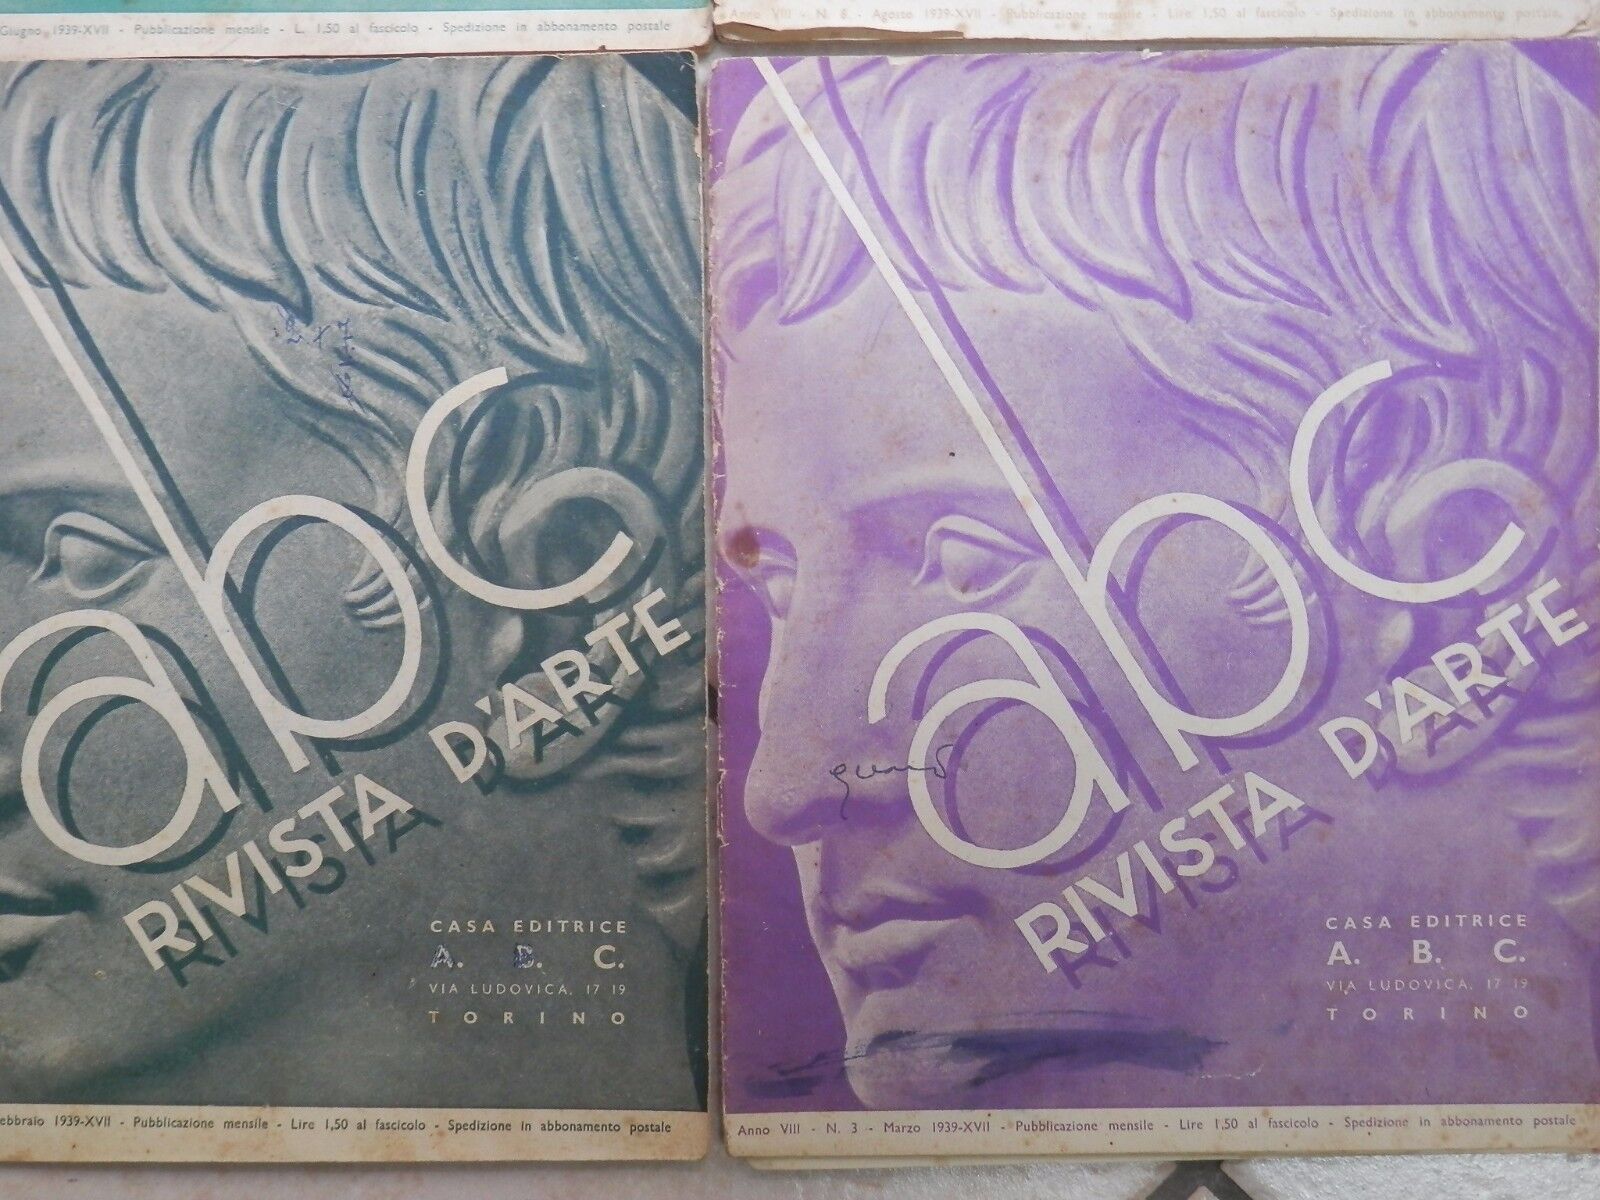 Giugno 1939-XVII - Pubblicazione mensile - L. 1,50 al fascicolo - Spedizione in abbonamento postale
Anno VIII - N. 8 - Agosto 1939-XVII - Pubblicazione mensile - Lire 1,50 al fascicolo - Spedizione in abbonamento postale.
abc
RIVISTA D'ARTE
CASA EDITRICE
A. B. C.
VIA LUDOVICA, 17 19
TORINO
ebbraio 1939-XVII - Pubblicazione mensile - Lire 1,50 al fascicolo - Spedizione in abbonamento postale
abc
RIVISTA D'ARTE
CASA EDITRICE
A. B. C.
VIA LUDOVICA, 17 19
TORINO
Anno VIII - N. 3 - Marzo 1939-XVII - Pubblicazione mensile - Lire 1,50 al fascicolo - Spedizione in abbonamento postale